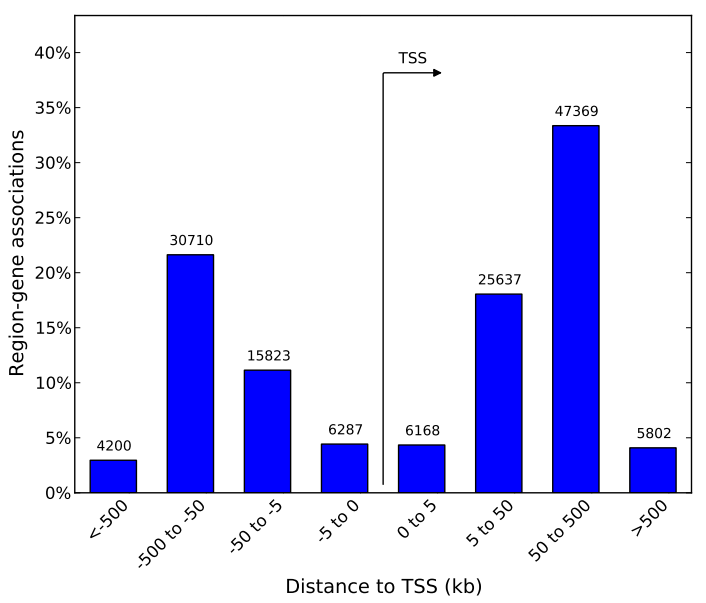 TSS
40%
35%
30%
25%
20%
15%
10%
5%
0%
Region-gene associations
4200
30710
15823
6287
6168
25637
47369
5802
<-500
-500 to -50
-50 to -5
-5 to 0
0 to 5
5 to 50
50 to 500
>500
Distance to TSS (kb)